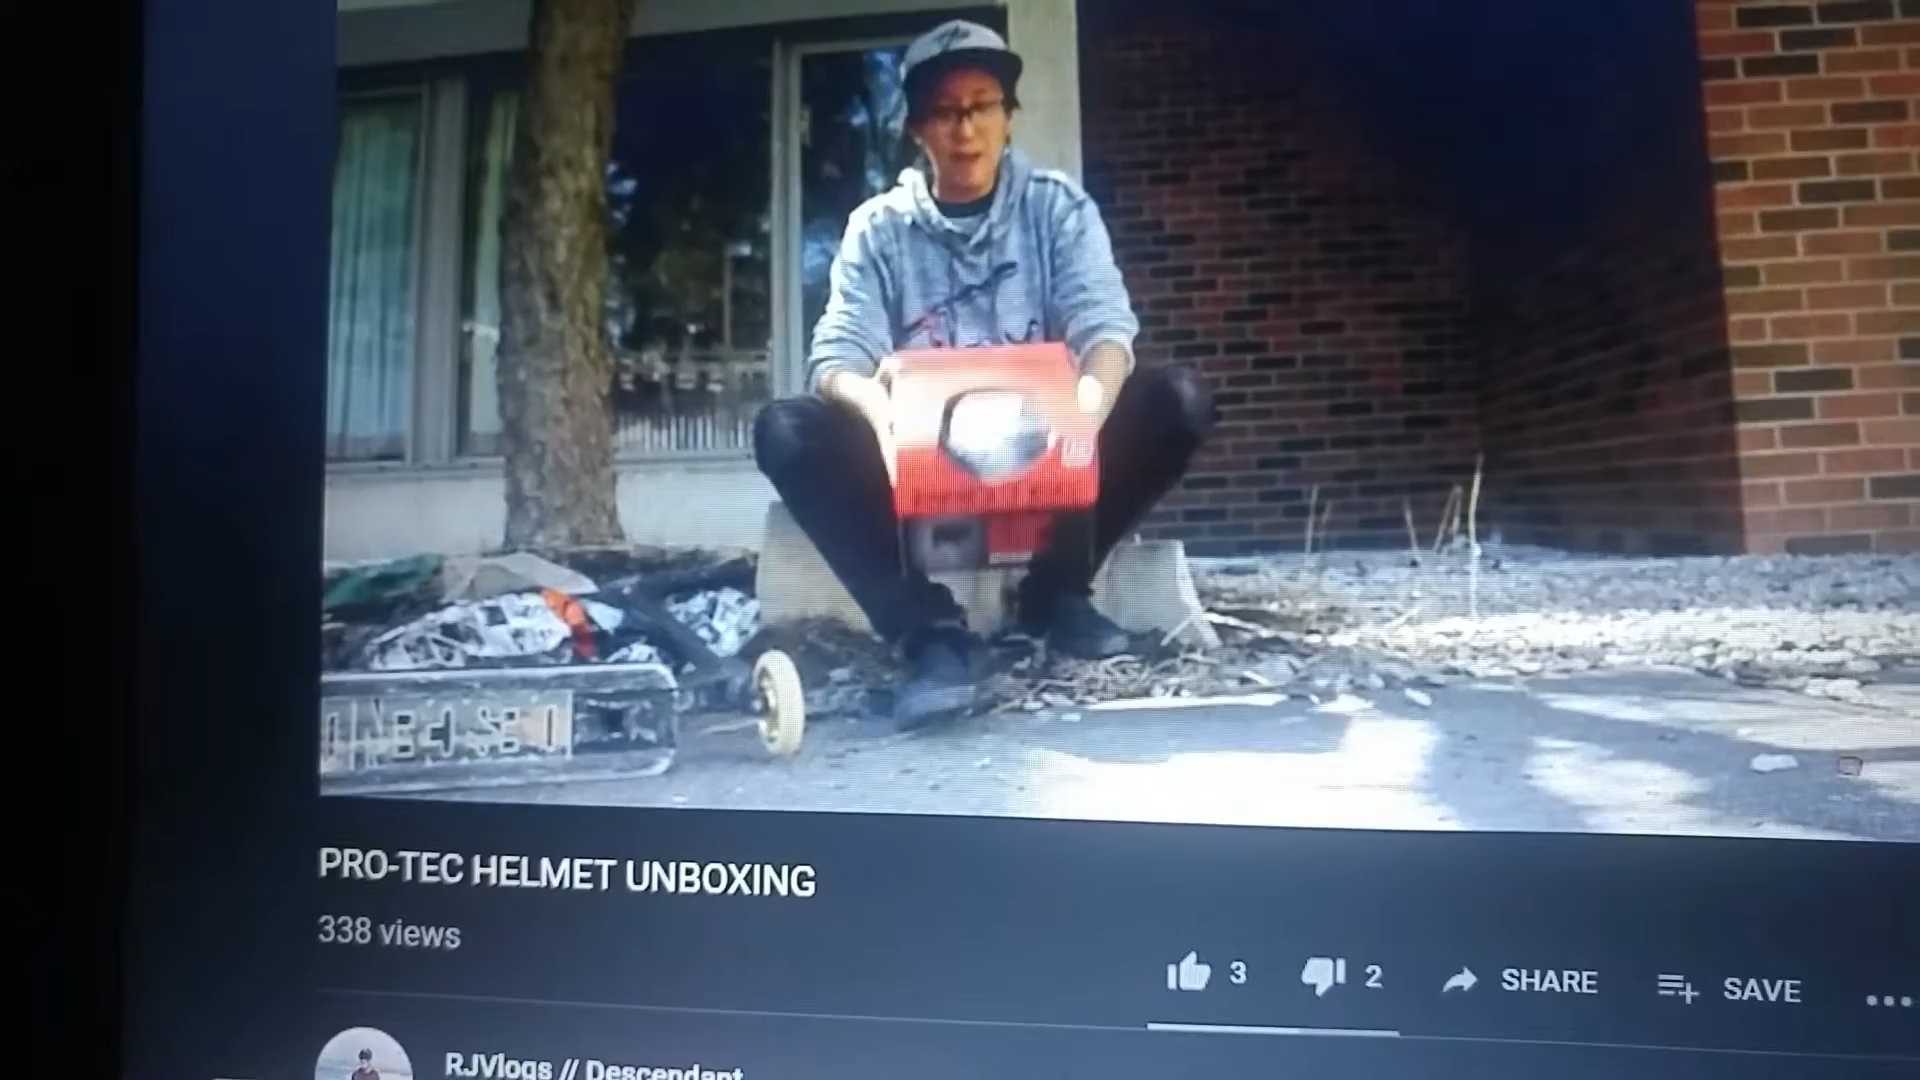 PRO-TEC HELMET UNBOXING
338 views
3
2
SHARE
SAVE
RJVlogs // Descendant